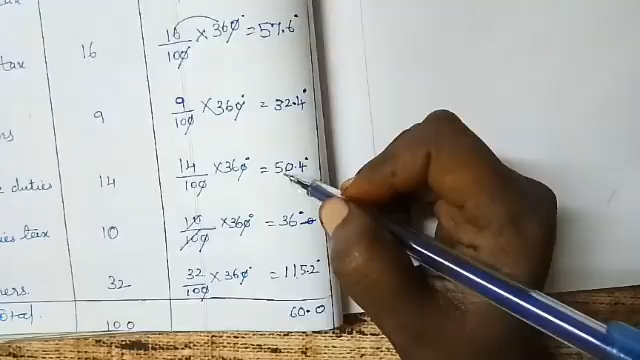 tax 16 16/100 × 360° = 57.6°
9 9/100 × 360° = 32.4°
duties 14 14/100 × 360° = 50.4°
tax 10 10/100 × 360° = 36°
32 32/100 × 360° = 115.2°
Total. 100 60.0